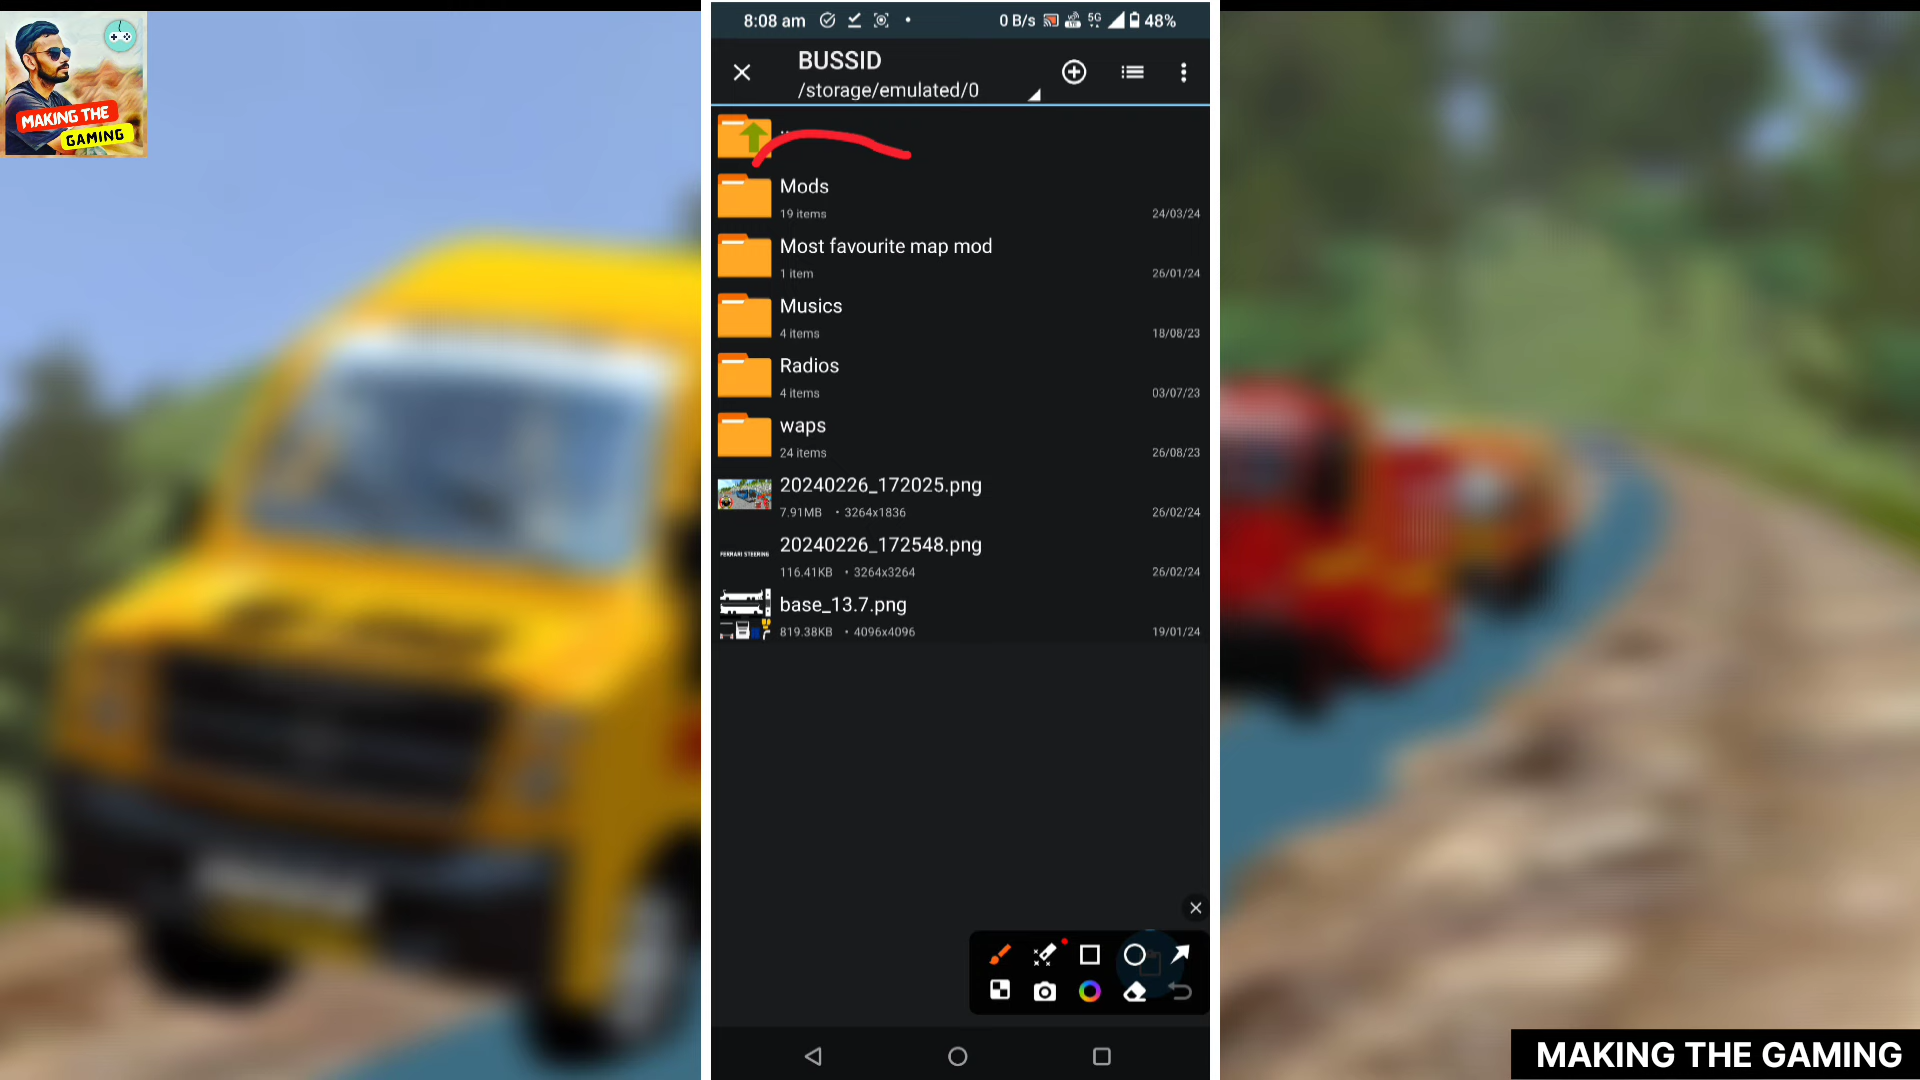 MAKING THE
GAMING
8:08 am
0 B/s 5G 48%
BUSSID
/storage/emulated/0
..
Mods
19 items 24/03/24
Most favourite map mod
1 item 26/01/24
Musics
4 items 18/08/23
Radios
4 items 03/07/23
waps
24 items 26/08/23
20240226_172025.png
7.91MB • 3264x1836 26/02/24
FERRARI STEERING
20240226_172548.png
116.41KB • 3264x3264 26/02/24
base_13.7.png
819.38KB • 4096x4096 19/01/24
MAKING THE GAMING